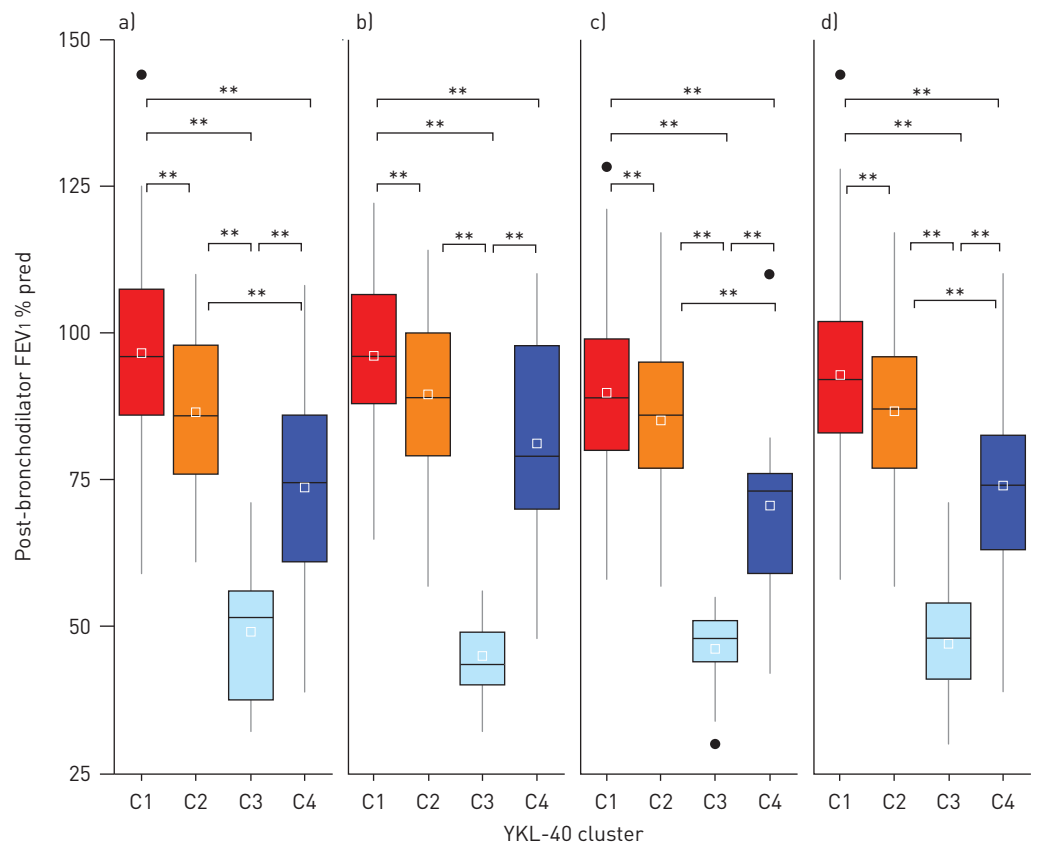 a) b) c) d)
150
** ** ** **
** ** ** **
** ** ** **
125
** ** ** ** ** ** ** **
** ** **
100
75
50
25
Post-bronchodilator FEV1 % pred
C1 C2 C3 C4 C1 C2 C3 C4 C1 C2 C3 C4 C1 C2 C3 C4
YKL-40 cluster